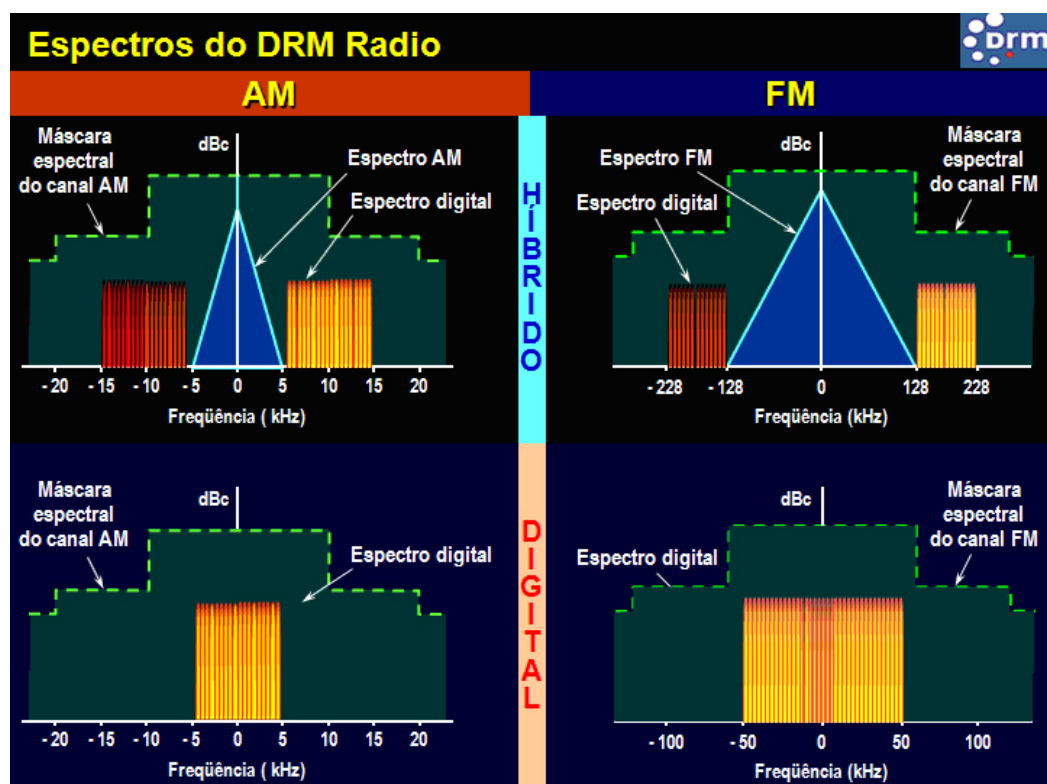 Espectros do DRM Radio
Drm
AM
FM
Máscara
espectral
do canal AM
dBc
Espectro AM
Espectro digital
- 20 - 15 - 10 - 5 0 5 10 15 20
Freqüência ( kHz)
HÍBRIDO
dBc
Espectro FM
Espectro digital
Máscara
espectral
do canal FM
- 228 - 128 0 128 228
Freqüência (kHz)
Máscara
espectral
do canal AM
dBc
Espectro digital
- 20 - 15 - 10 - 5 0 5 10 15 20
Freqüência ( kHz)
DIGITAL
dBc
Espectro digital
Máscara
espectral
do canal FM
- 100 - 50 0 50 100
Freqüência (kHz)